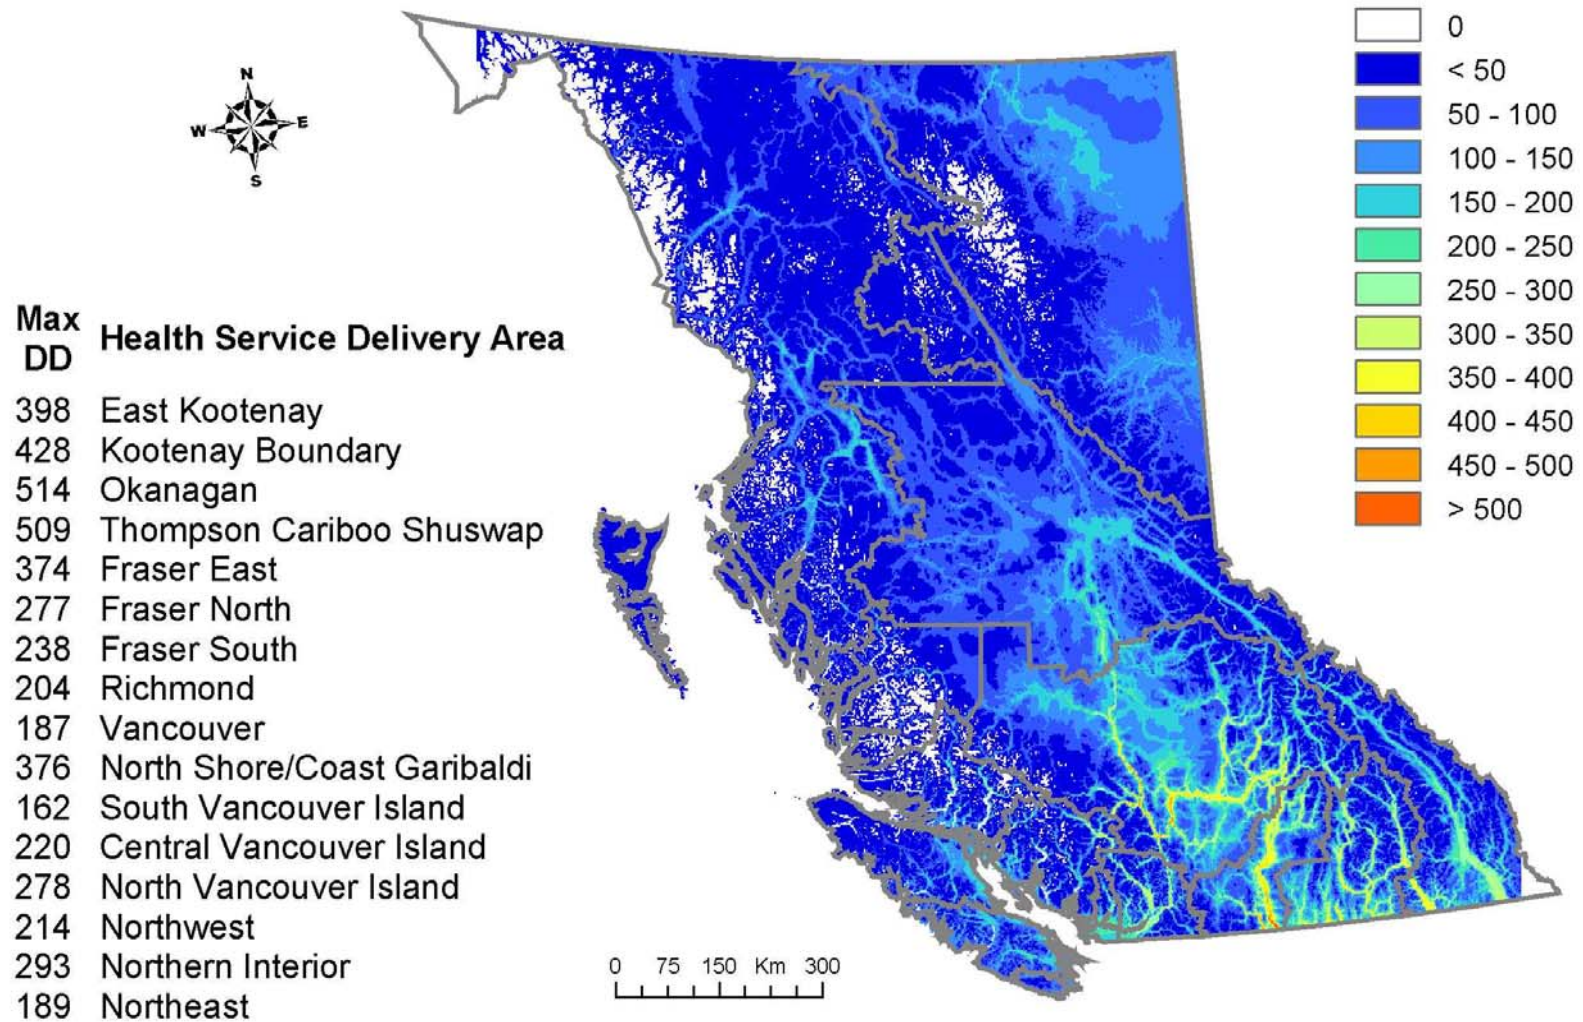 N
W E
S
0
< 50
50 - 100
100 - 150
150 - 200
200 - 250
250 - 300
300 - 350
350 - 400
400 - 450
450 - 500
> 500
Max DD Health Service Delivery Area
398 East Kootenay
428 Kootenay Boundary
514 Okanagan
509 Thompson Cariboo Shuswap
374 Fraser East
277 Fraser North
238 Fraser South
204 Richmond
187 Vancouver
376 North Shore/Coast Garibaldi
162 South Vancouver Island
220 Central Vancouver Island
278 North Vancouver Island
214 Northwest
293 Northern Interior
189 Northeast
0 75 150 Km 300